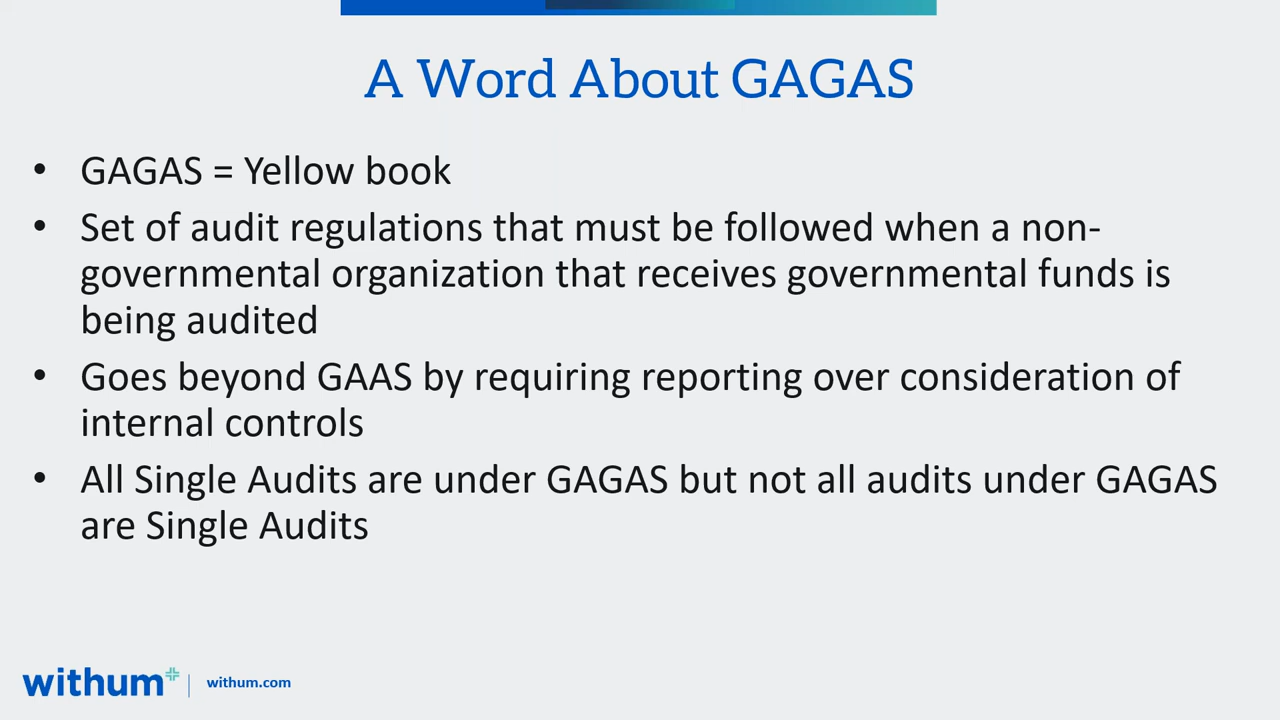 A Word About GAGAS
• GAGAS = Yellow book
• Set of audit regulations that must be followed when a non-
governmental organization that receives governmental funds is
being audited
• Goes beyond GAAS by requiring reporting over consideration of
internal controls
• All Single Audits are under GAGAS but not all audits under GAGAS
are Single Audits
withum+ | withum.com